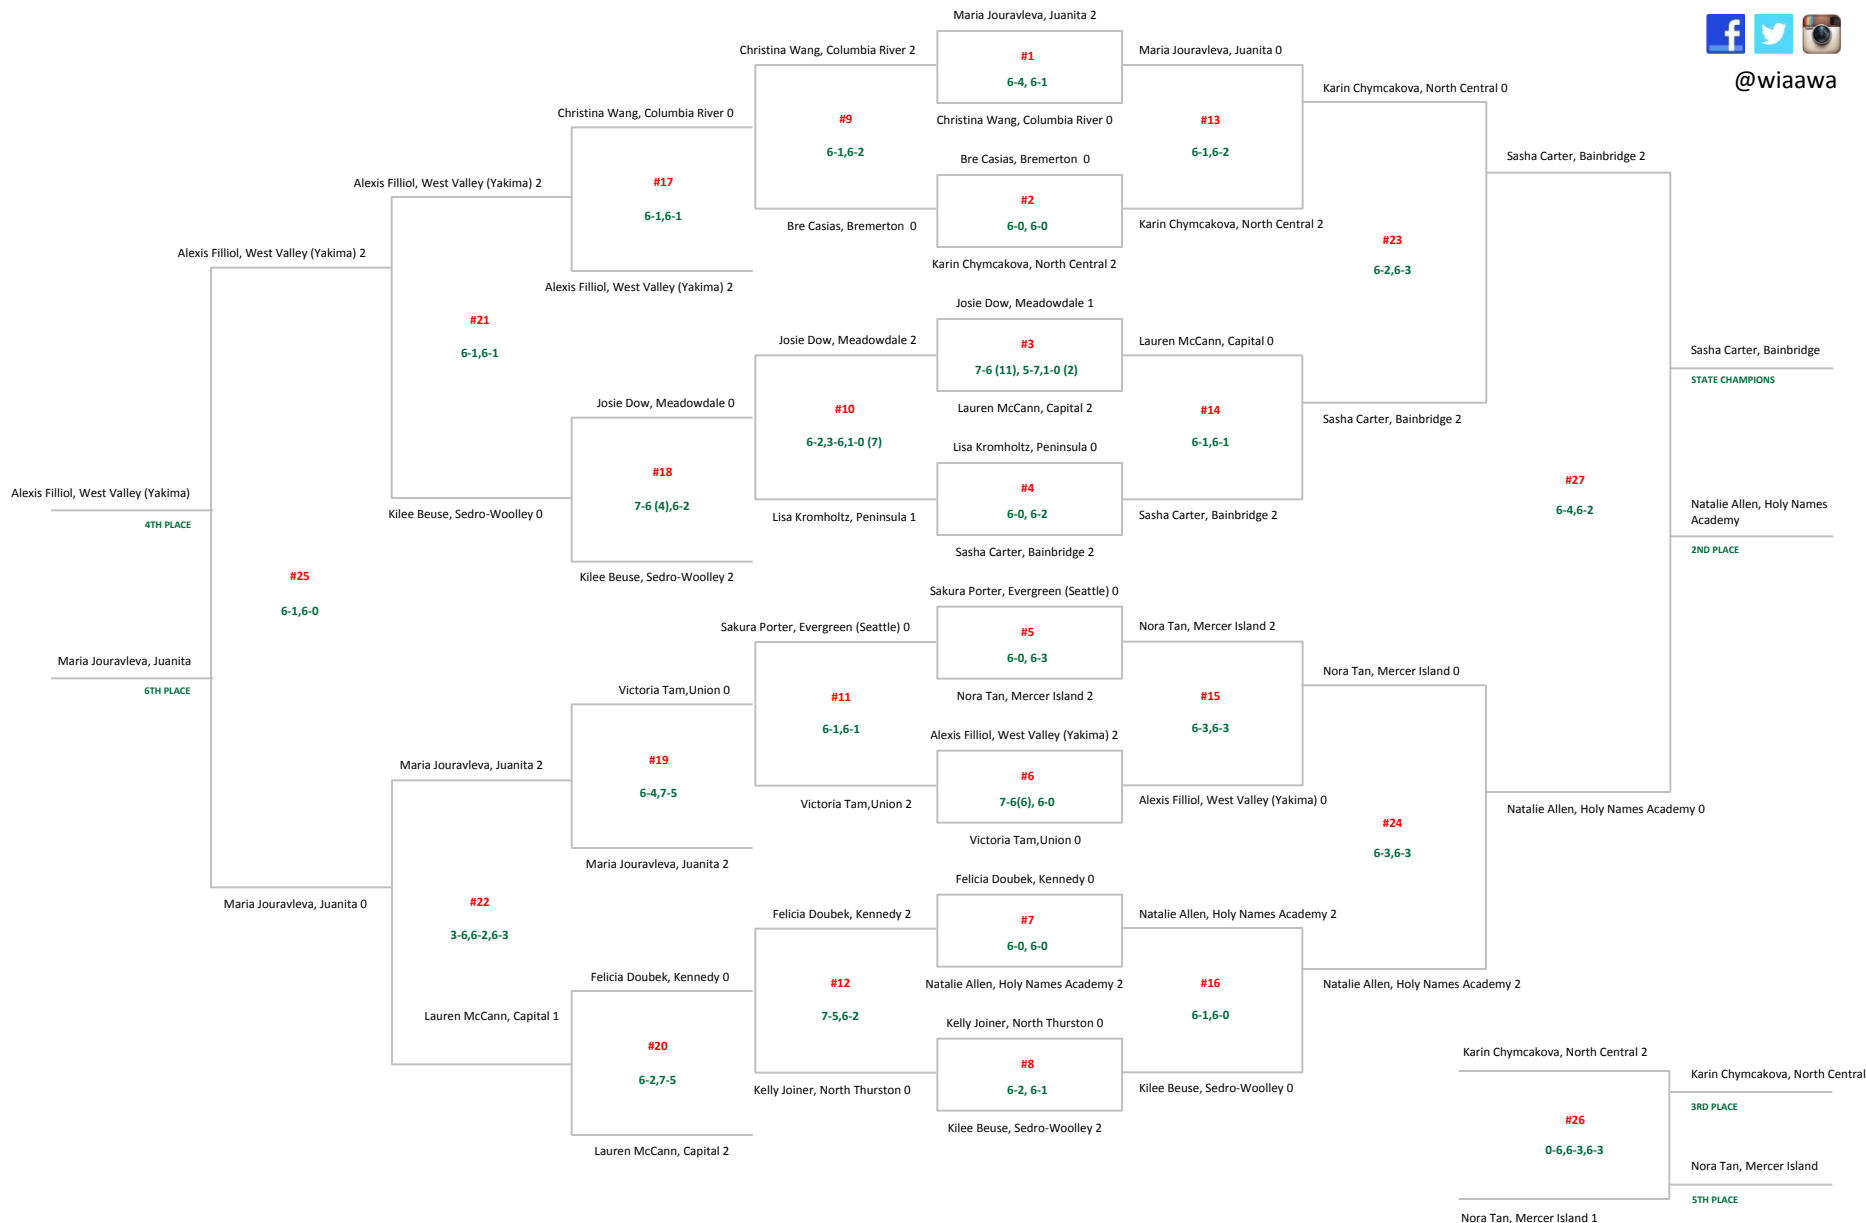 Maria Jouravleva, Juanita 2
Christina Wang, Columbia River 2
#1
Maria Jouravleva, Juanita 0
6-4, 6-1
@wiaawa
Karin Chymcakova, North Central 0
Christina Wang, Columbia River 0
#9
Christina Wang, Columbia River 0
#13
6-1,6-2
6-1,6-2
Bre Casias, Bremerton 0
Sasha Carter, Bainbridge 2
Alexis Filliol, West Valley (Yakima) 2
#17
#2
6-1,6-1
Bre Casias, Bremerton 0
6-0, 6-0
Karin Chymcakova, North Central 2
#23
Alexis Filliol, West Valley (Yakima) 2
Karin Chymcakova, North Central 2
6-2,6-3
Alexis Filliol, West Valley (Yakima) 2
Josie Dow, Meadowdale 1
#21
Josie Dow, Meadowdale 2
#3
Lauren McCann, Capital 0
6-1,6-1
Sasha Carter, Bainbridge
7-6 (11), 5-7,1-0 (2)
STATE CHAMPIONS
Josie Dow, Meadowdale 0
#10
Lauren McCann, Capital 2
#14
Sasha Carter, Bainbridge 2
6-2,3-6,1-0 (7)
6-1,6-1
Lisa Kromholtz, Peninsula 0
#18
#27
Alexis Filliol, West Valley (Yakima)
#4
7-6 (4),6-2
6-4,6-2
Natalie Allen, Holy Names
Academy
Kilee Beuse, Sedro-Woolley 0
Lisa Kromholtz, Peninsula 1
6-0, 6-2
Sasha Carter, Bainbridge 2
4TH PLACE
2ND PLACE
Sasha Carter, Bainbridge 2
#25
Kilee Beuse, Sedro-Woolley 2
Sakura Porter, Evergreen (Seattle) 0
6-1,6-0
Sakura Porter, Evergreen (Seattle) 0
#5
Nora Tan, Mercer Island 2
Maria Jouravleva, Juanita
6-0, 6-3
Nora Tan, Mercer Island 0
6TH PLACE
Victoria Tam,Union 0
#11
Nora Tan, Mercer Island 2
#15
6-1,6-1
6-3,6-3
Alexis Filliol, West Valley (Yakima) 2
Maria Jouravleva, Juanita 2
#19
#6
6-4,7-5
Victoria Tam,Union 2
7-6(6), 6-0
Alexis Filliol, West Valley (Yakima) 0
Natalie Allen, Holy Names Academy 0
#24
Victoria Tam,Union 0
6-3,6-3
Maria Jouravleva, Juanita 2
Felicia Doubek, Kennedy 0
Maria Jouravleva, Juanita 0
#22
Felicia Doubek, Kennedy 2
#7
Natalie Allen, Holy Names Academy 2
3-6,6-2,6-3
6-0, 6-0
Felicia Doubek, Kennedy 0
#12
Natalie Allen, Holy Names Academy 2
#16
Natalie Allen, Holy Names Academy 2
Lauren McCann, Capital 1
7-5,6-2
6-1,6-0
Kelly Joiner, North Thurston 0
#20
#8
Karin Chymcakova, North Central 2
6-2,7-5
Kelly Joiner, North Thurston 0
6-2, 6-1
Kilee Beuse, Sedro-Woolley 0
Karin Chymcakova, North Central
3RD PLACE
Kilee Beuse, Sedro-Woolley 2
#26
Lauren McCann, Capital 2
0-6,6-3,6-3
Nora Tan, Mercer Island
5TH PLACE
Nora Tan, Mercer Island 1